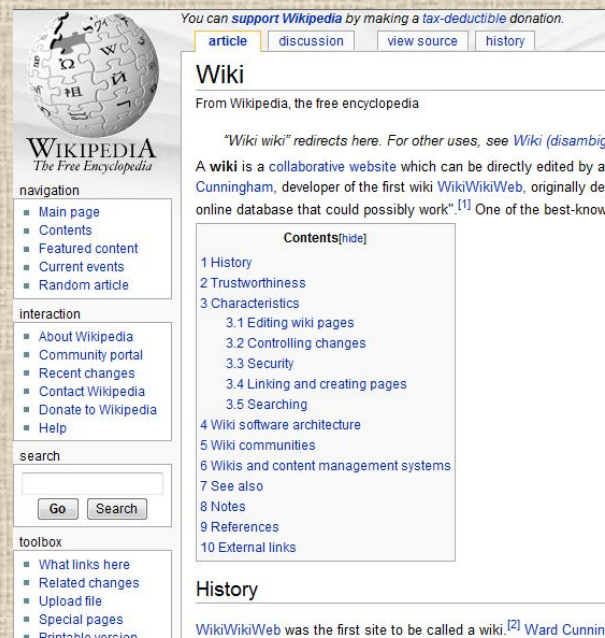 You can support Wikipedia by making a tax-deductible donation.
article discussion view source history
Wiki
From Wikipedia, the free encyclopedia
"Wiki wiki" redirects here. For other uses, see Wiki (disambig
A wiki is a collaborative website which can be directly edited by a
Cunningham, developer of the first wiki WikiWikiWeb, originally de
online database that could possibly work".[1] One of the best-know
WIKIPEDIA
The Free Encyclopedia
navigation
Main page
Contents
Featured content
Current events
Random article
interaction
About Wikipedia
Community portal
Recent changes
Contact Wikipedia
Donate to Wikipedia
Help
search
Go Search
toolbox
What links here
Related changes
Upload file
Special pages
Printable version
Contents[hide]
1 History
2 Trustworthiness
3 Characteristics
3.1 Editing wiki pages
3.2 Controlling changes
3.3 Security
3.4 Linking and creating pages
3.5 Searching
4 Wiki software architecture
5 Wiki communities
6 Wikis and content management systems
7 See also
8 Notes
9 References
10 External links
History
WikiWikiWeb was the first site to be called a wiki.[2] Ward Cunnin